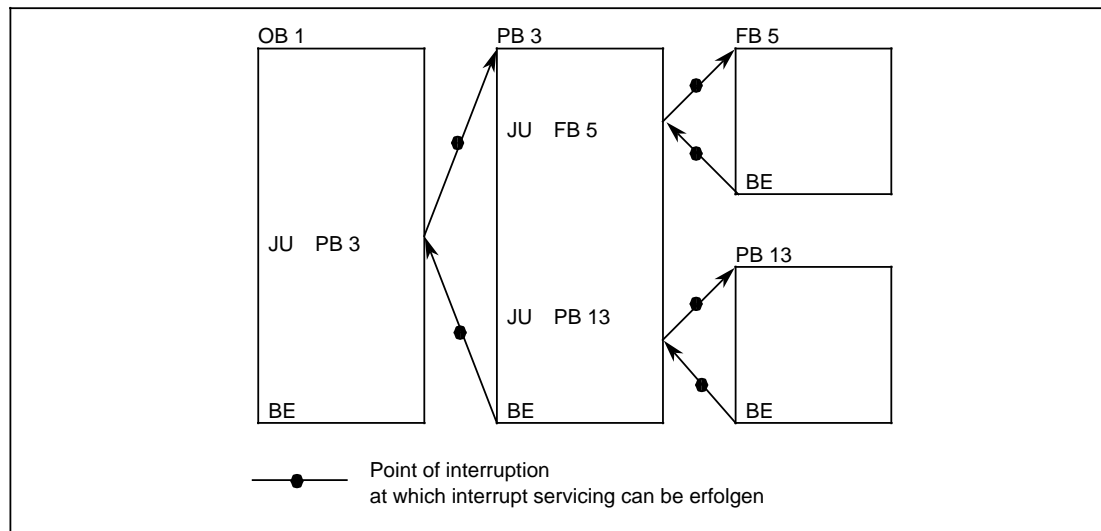 OB 1
PB 3
FB 5
JU FB 5
BE
JU PB 3
PB 13
JU PB 13
BE
BE
BE
Point of interruption
at which interrupt servicing can be erfolgen